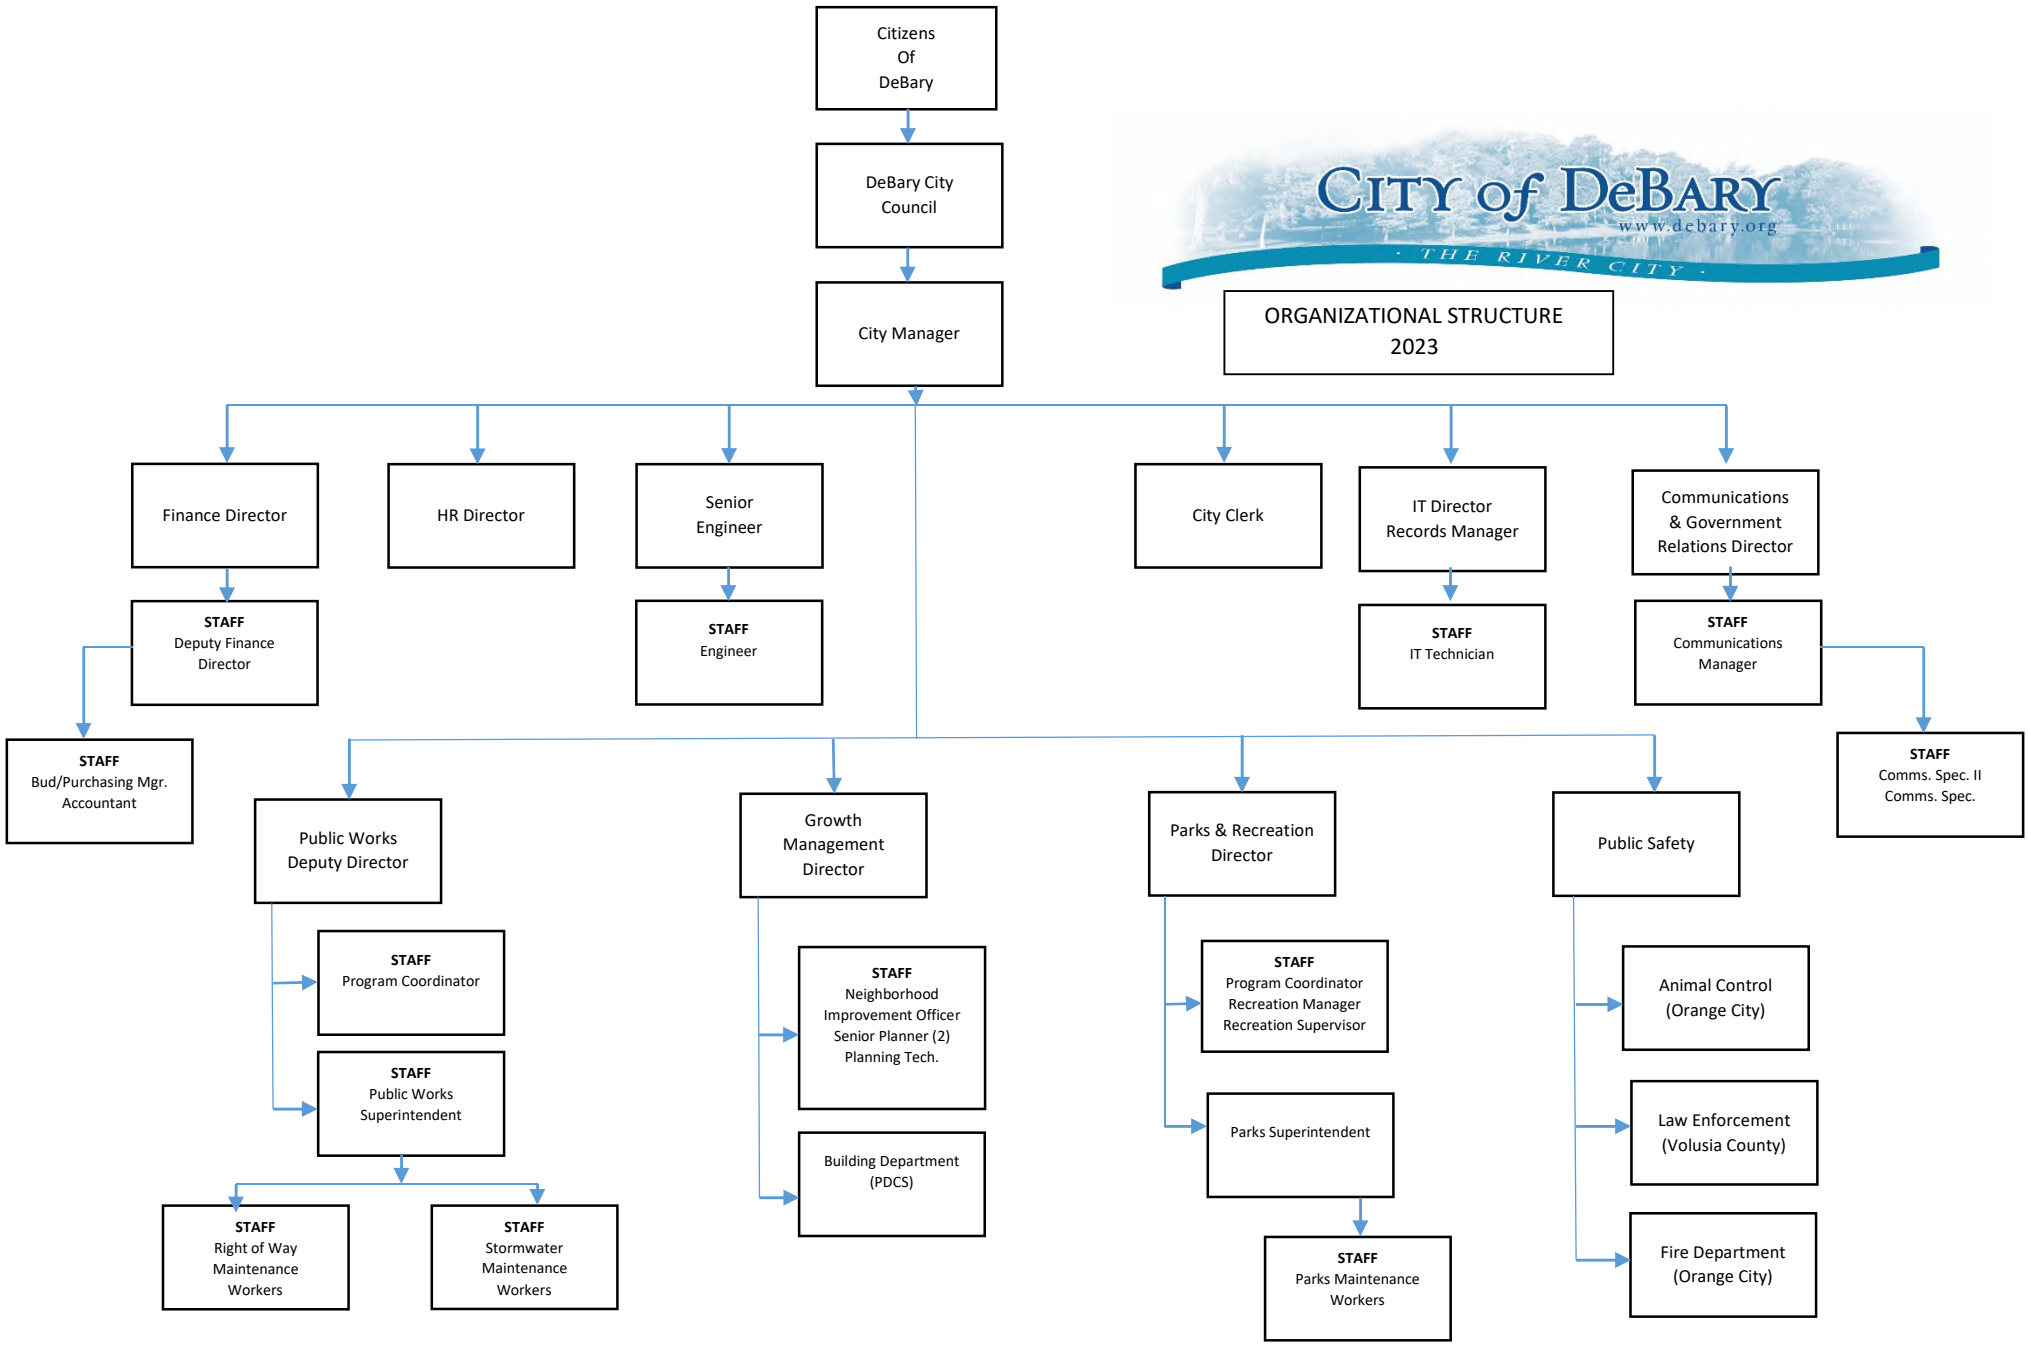 Citizens
Of
DeBary
DeBary City
Council
CITY of DEBARY
www.debary.org
· THE RIVER CITY ·
City Manager
ORGANIZATIONAL STRUCTURE
2023
Finance Director
HR Director
Senior
Engineer
City Clerk
IT Director
Records Manager
Communications
& Government
Relations Director
STAFF
Deputy Finance
Director
STAFF
Engineer
STAFF
IT Technician
STAFF
Communications
Manager
STAFF
Bud/Purchasing Mgr.
Accountant
STAFF
Comms. Spec. II
Comms. Spec.
Public Works
Deputy Director
Growth
Management
Director
Parks & Recreation
Director
Public Safety
STAFF
Program Coordinator
STAFF
Public Works
Superintendent
STAFF
Right of Way
Maintenance
Workers
STAFF
Stormwater
Maintenance
Workers
STAFF
Neighborhood
Improvement Officer
Senior Planner (2)
Planning Tech.
Building Department
(PDCS)
STAFF
Program Coordinator
Recreation Manager
Recreation Supervisor
Parks Superintendent
STAFF
Parks Maintenance
Workers
Animal Control
(Orange City)
Law Enforcement
(Volusia County)
Fire Department
(Orange City)